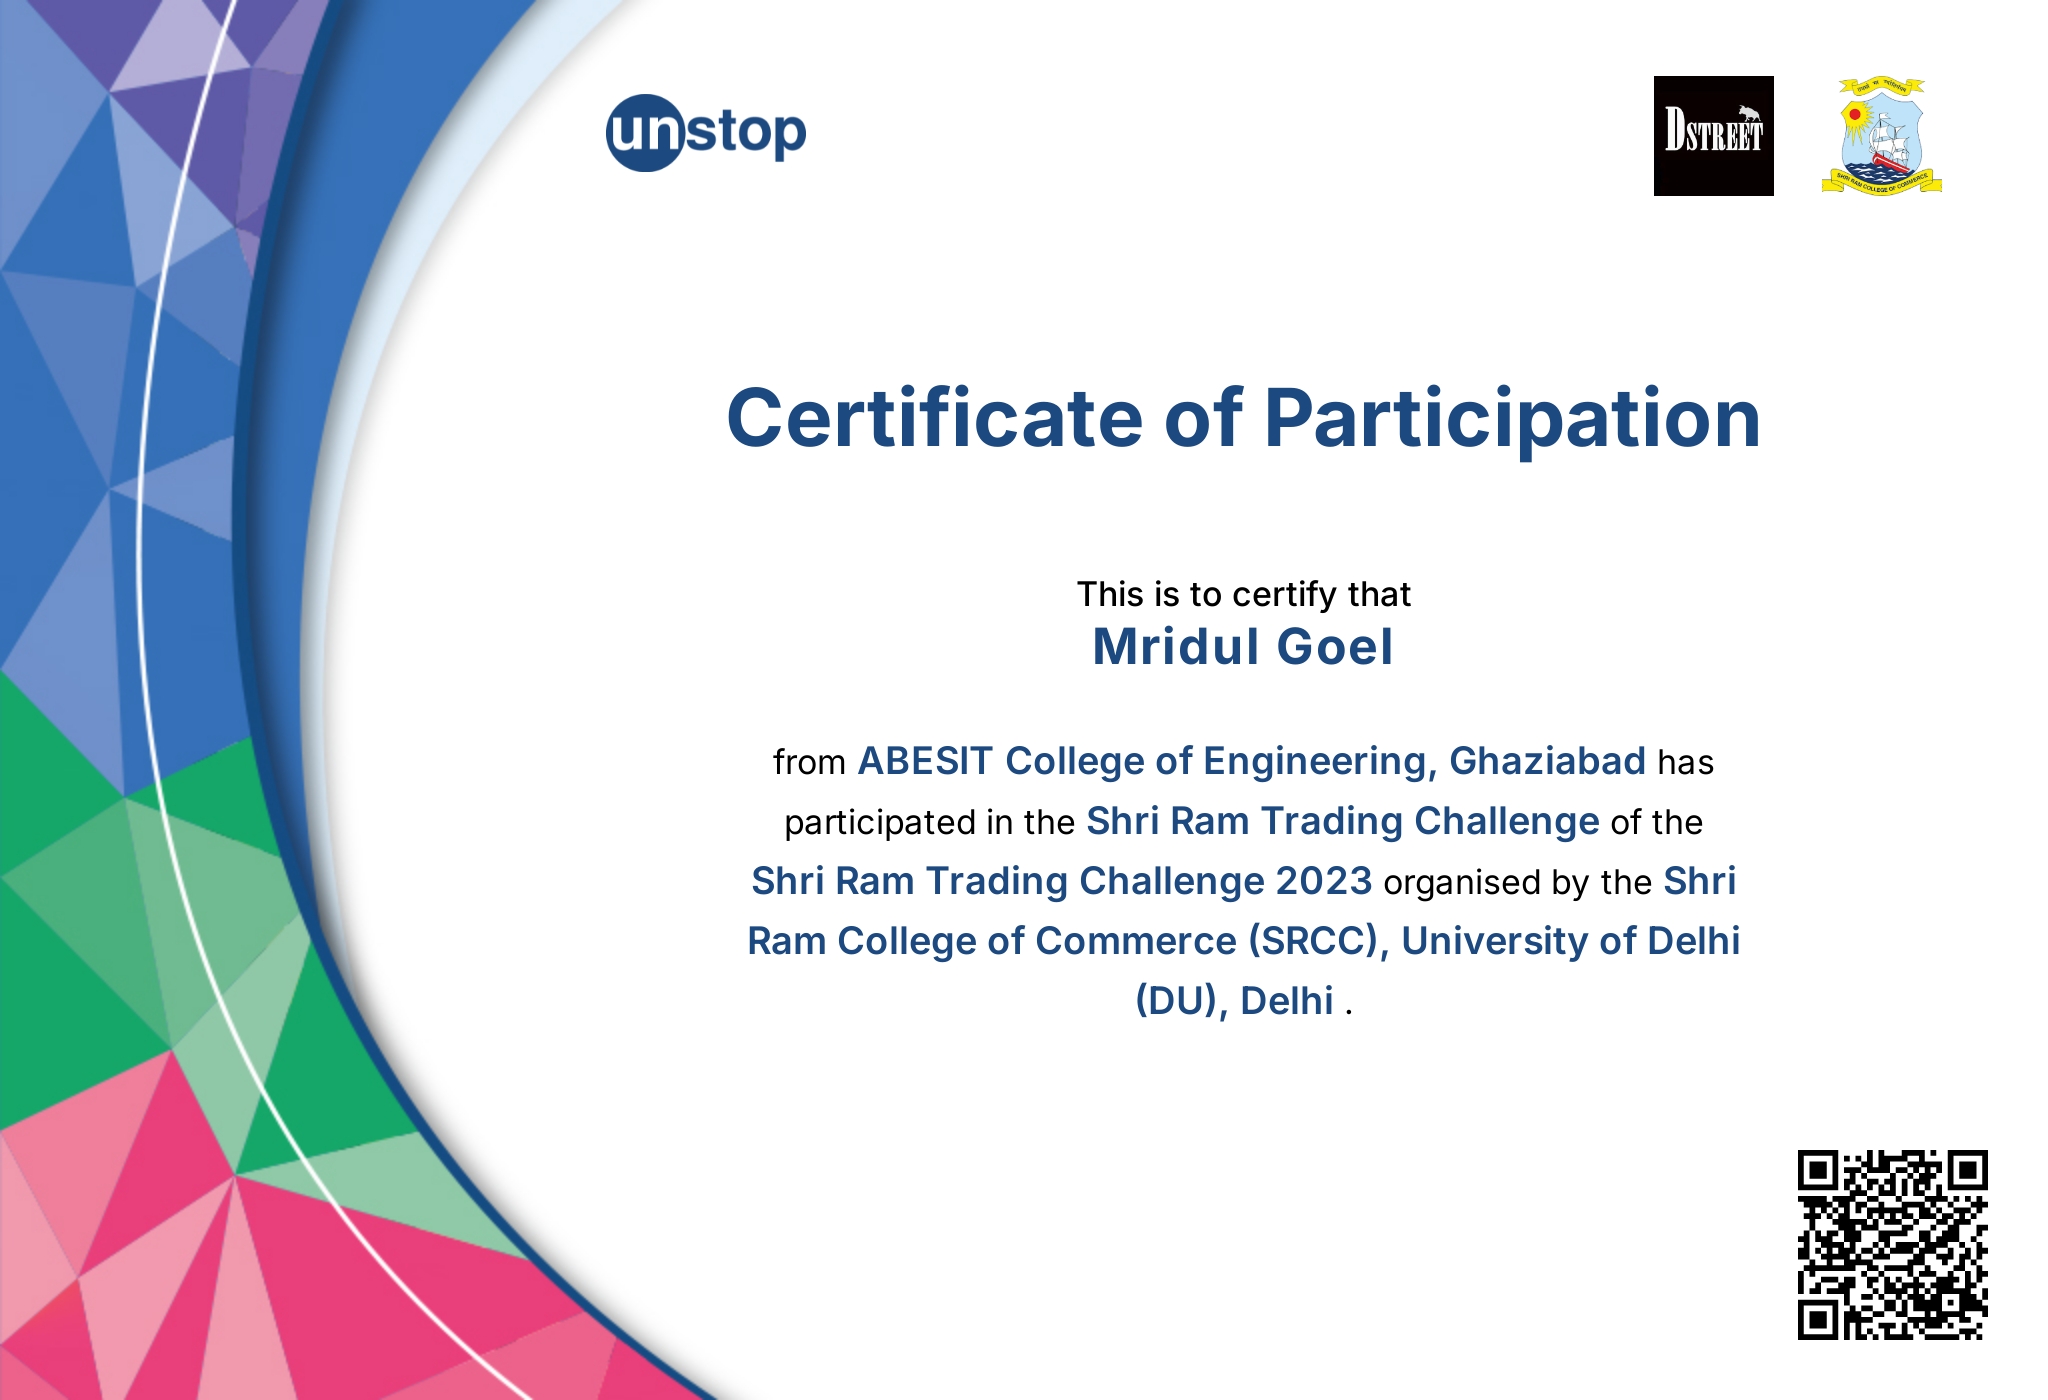 unstop
DSTREET
SHRI RAM COLLEGE OF COMMERCE
Certificate of Participation
This is to certify that
Mridul Goel
from ABESIT College of Engineering, Ghaziabad has
participated in the Shri Ram Trading Challenge of the
Shri Ram Trading Challenge 2023 organised by the Shri
Ram College of Commerce (SRCC), University of Delhi
(DU), Delhi .